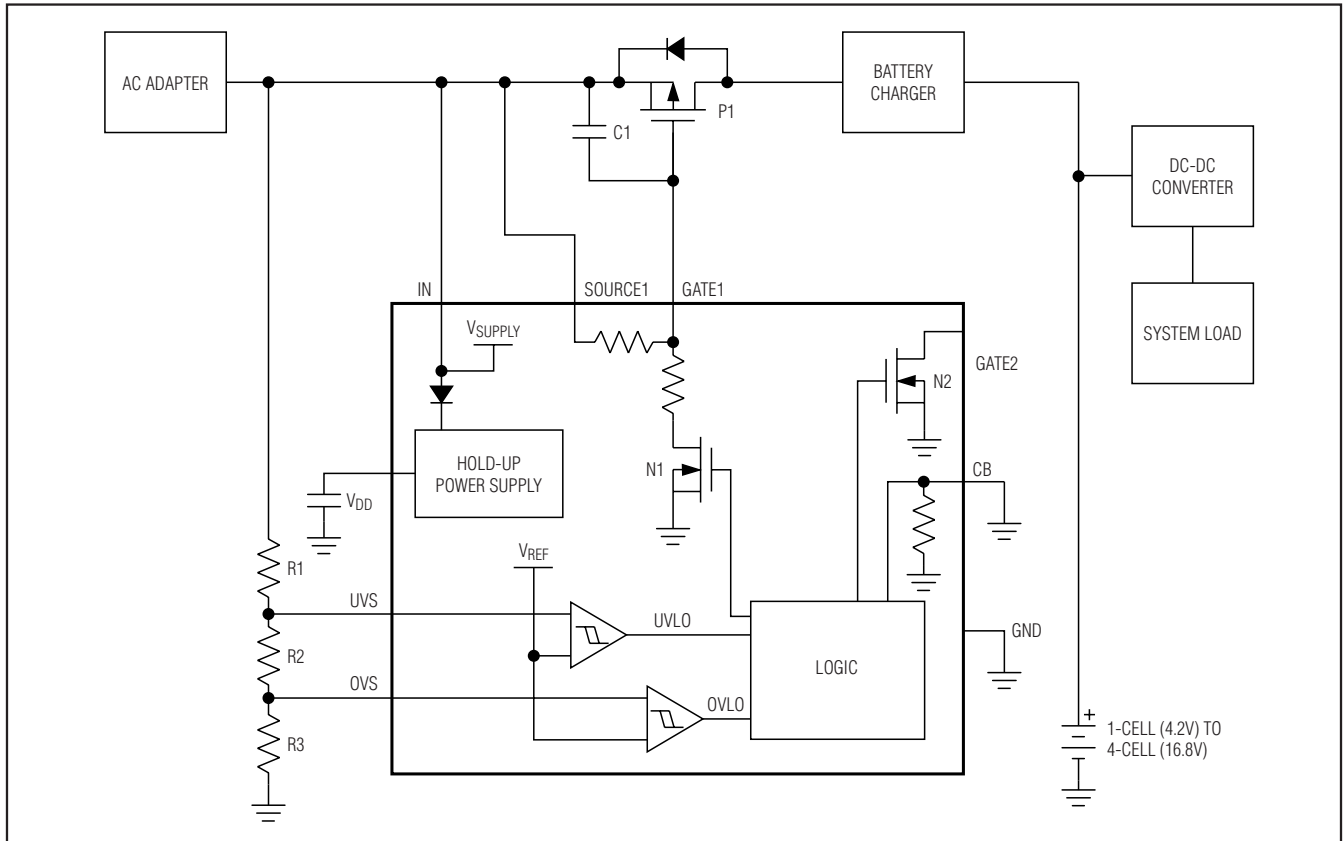 AC ADAPTER
BATTERY
CHARGER
P1
C1
DC-DC
CONVERTER
SYSTEM LOAD
IN
SOURCE1
GATE1
VSUPPLY
GATE2
N2
HOLD-UP
POWER SUPPLY
N1
CB
VDD
VREF
R1
UVS
UVLO
GND
R2
LOGIC
OVS
OVLO
R3
+
1-CELL (4.2V) TO
4-CELL (16.8V)